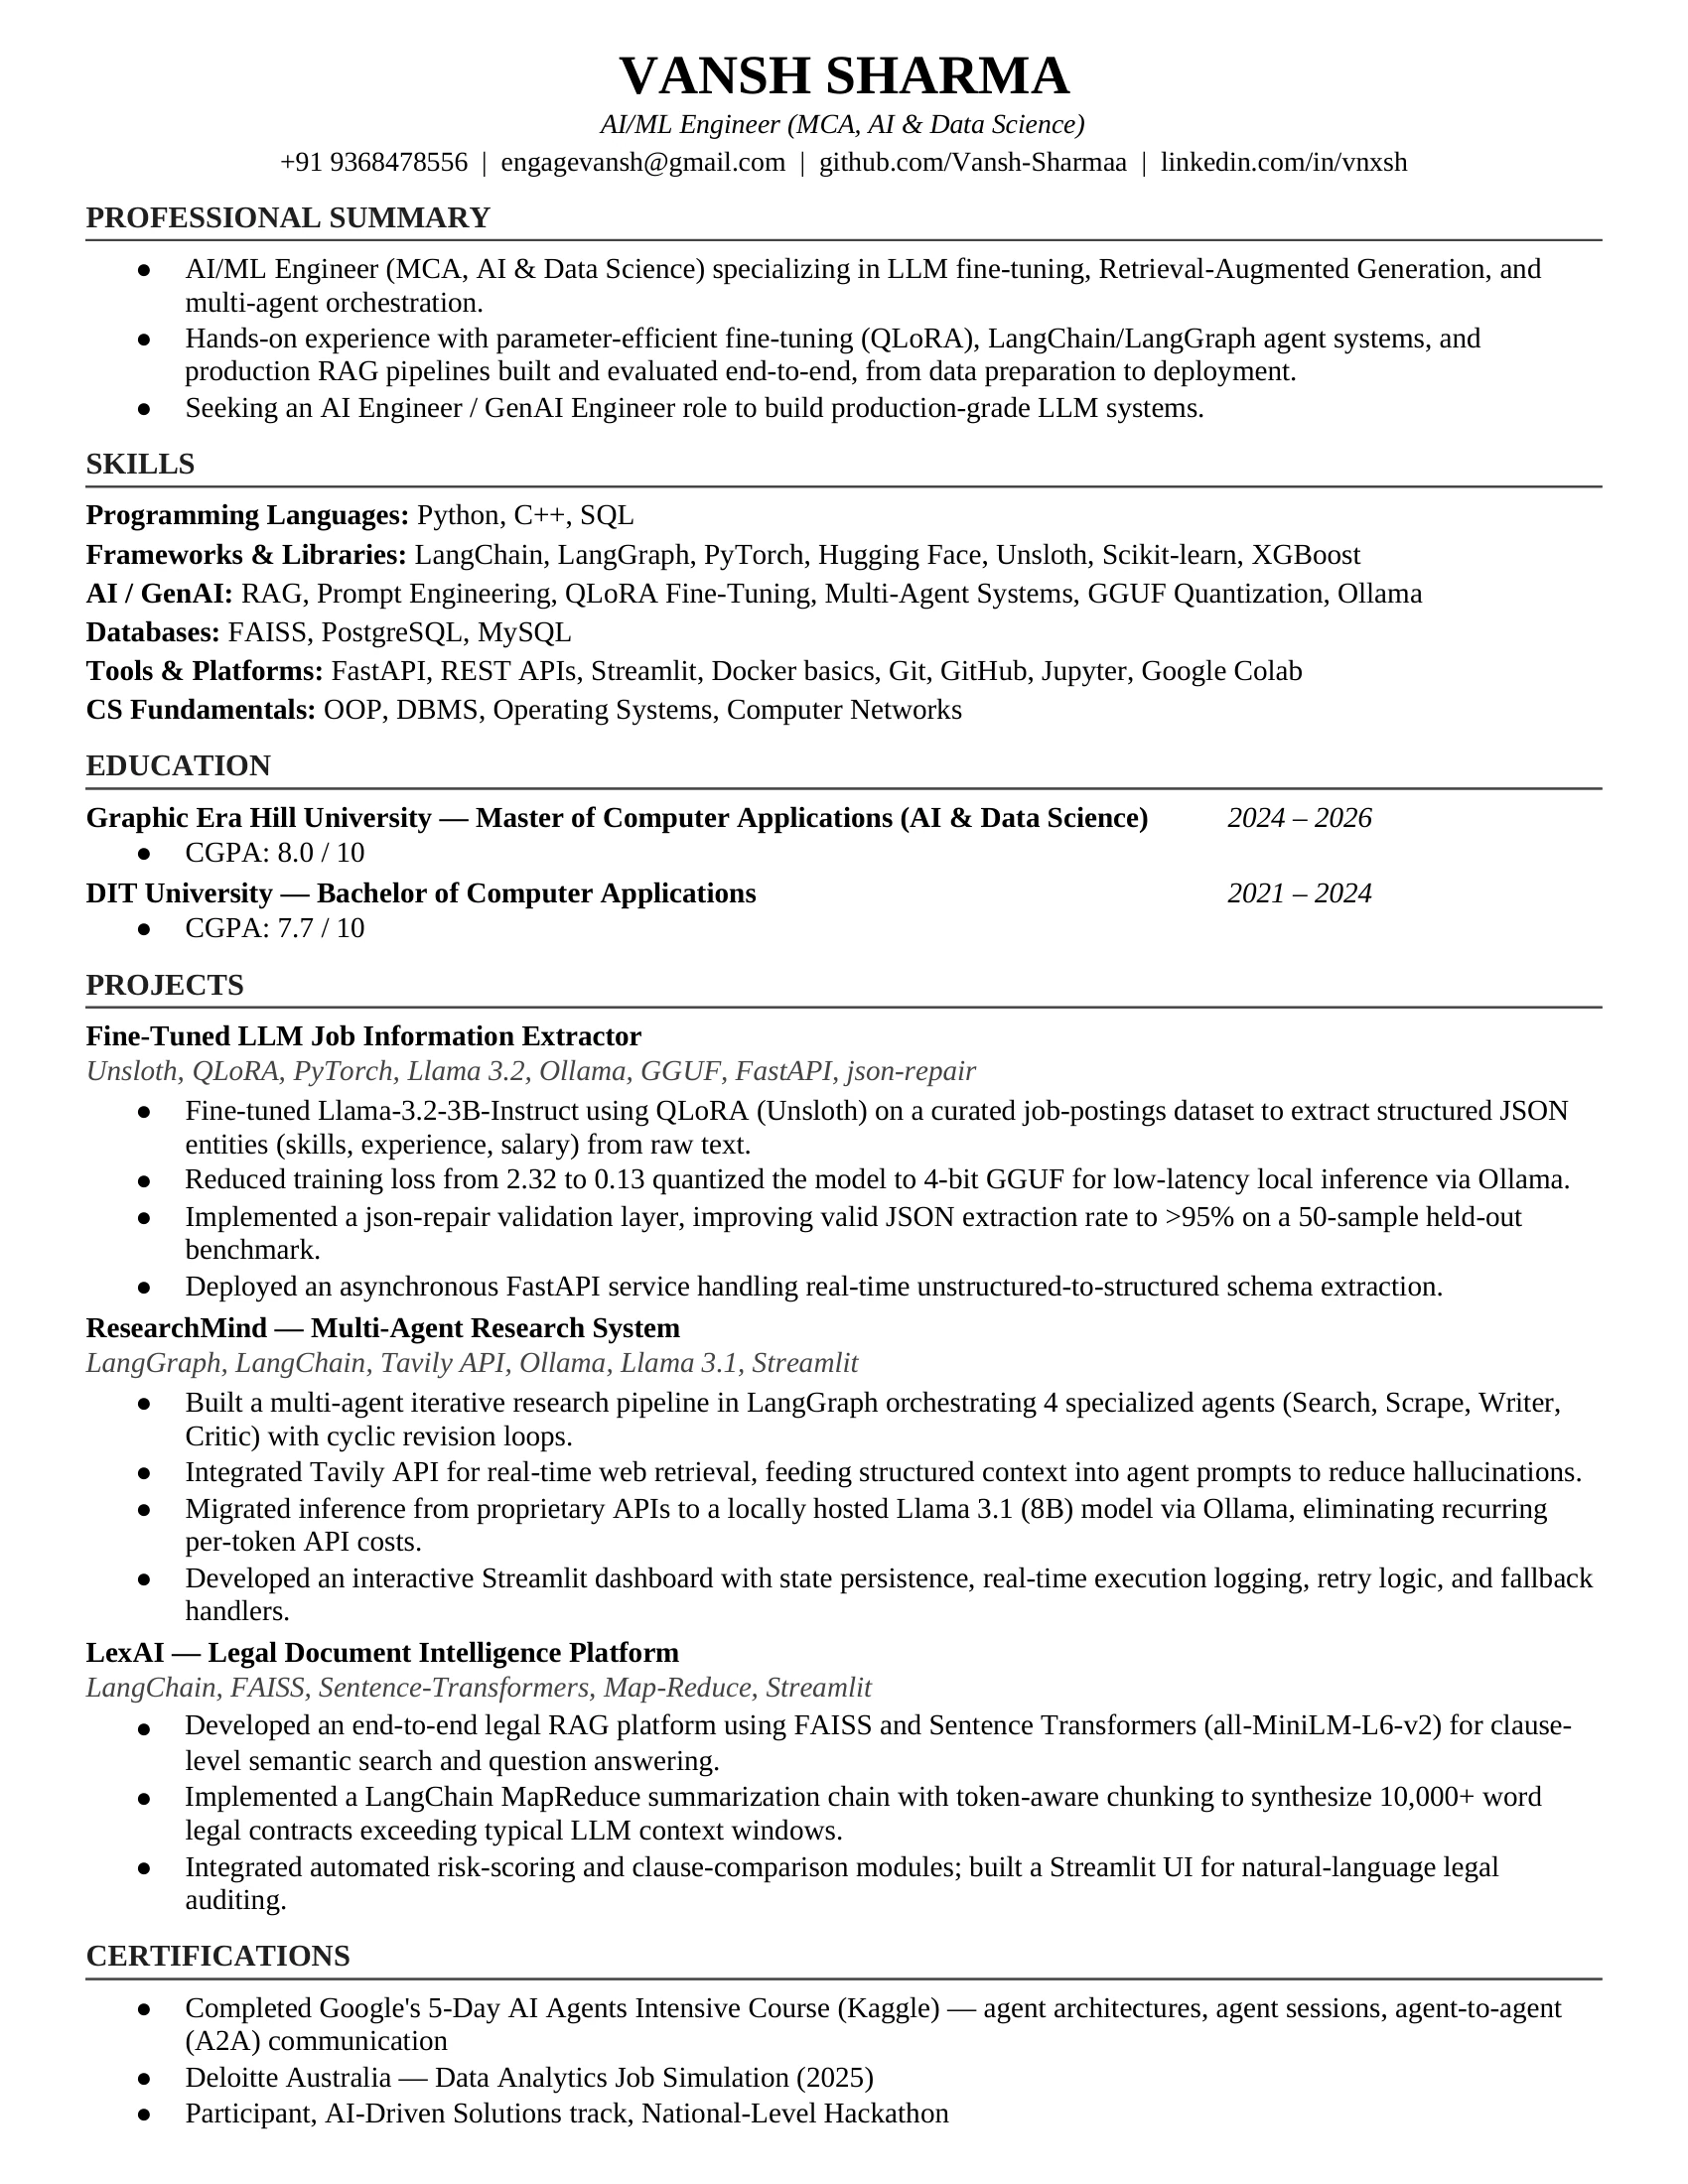 VANSH SHARMA
AI/ML Engineer (MCA, AI & Data Science)
+91 9368478556 | engagevansh@gmail.com | github.com/Vansh-Sharmaa | linkedin.com/in/vnxsh
PROFESSIONAL SUMMARY
● AI/ML Engineer (MCA, AI & Data Science) specializing in LLM fine-tuning, Retrieval-Augmented Generation, and
multi-agent orchestration.
● Hands-on experience with parameter-efficient fine-tuning (QLoRA), LangChain/LangGraph agent systems, and
production RAG pipelines built and evaluated end-to-end, from data preparation to deployment.
● Seeking an AI Engineer / GenAI Engineer role to build production-grade LLM systems.
SKILLS
Programming Languages: Python, C++, SQL
Frameworks & Libraries: LangChain, LangGraph, PyTorch, Hugging Face, Unsloth, Scikit-learn, XGBoost
AI / GenAI: RAG, Prompt Engineering, QLoRA Fine-Tuning, Multi-Agent Systems, GGUF Quantization, Ollama
Databases: FAISS, PostgreSQL, MySQL
Tools & Platforms: FastAPI, REST APIs, Streamlit, Docker basics, Git, GitHub, Jupyter, Google Colab
CS Fundamentals: OOP, DBMS, Operating Systems, Computer Networks
EDUCATION
Graphic Era Hill University — Master of Computer Applications (AI & Data Science) 2024 – 2026
● CGPA: 8.0 / 10
DIT University — Bachelor of Computer Applications 2021 – 2024
● CGPA: 7.7 / 10
PROJECTS
Fine-Tuned LLM Job Information Extractor
Unsloth, QLoRA, PyTorch, Llama 3.2, Ollama, GGUF, FastAPI, json-repair
● Fine-tuned Llama-3.2-3B-Instruct using QLoRA (Unsloth) on a curated job-postings dataset to extract structured JSON
entities (skills, experience, salary) from raw text.
● Reduced training loss from 2.32 to 0.13 quantized the model to 4-bit GGUF for low-latency local inference via Ollama.
● Implemented a json-repair validation layer, improving valid JSON extraction rate to >95% on a 50-sample held-out
benchmark.
● Deployed an asynchronous FastAPI service handling real-time unstructured-to-structured schema extraction.
ResearchMind — Multi-Agent Research System
LangGraph, LangChain, Tavily API, Ollama, Llama 3.1, Streamlit
● Built a multi-agent iterative research pipeline in LangGraph orchestrating 4 specialized agents (Search, Scrape, Writer,
Critic) with cyclic revision loops.
● Integrated Tavily API for real-time web retrieval, feeding structured context into agent prompts to reduce hallucinations.
● Migrated inference from proprietary APIs to a locally hosted Llama 3.1 (8B) model via Ollama, eliminating recurring
per-token API costs.
● Developed an interactive Streamlit dashboard with state persistence, real-time execution logging, retry logic, and fallback
handlers.
LexAI — Legal Document Intelligence Platform
LangChain, FAISS, Sentence-Transformers, Map-Reduce, Streamlit
● Developed an end-to-end legal RAG platform using FAISS and Sentence Transformers (all-MiniLM-L6-v2) for clause-
level semantic search and question answering.
● Implemented a LangChain MapReduce summarization chain with token-aware chunking to synthesize 10,000+ word
legal contracts exceeding typical LLM context windows.
● Integrated automated risk-scoring and clause-comparison modules; built a Streamlit UI for natural-language legal
auditing.
CERTIFICATIONS
● Completed Google's 5-Day AI Agents Intensive Course (Kaggle) — agent architectures, agent sessions, agent-to-agent
(A2A) communication
● Deloitte Australia — Data Analytics Job Simulation (2025)
● Participant, AI-Driven Solutions track, National-Level Hackathon